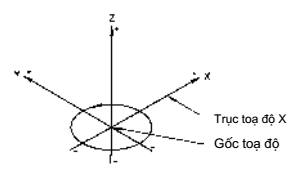 Z
Y
X
Trục toạ độ X
Gốc toạ độ